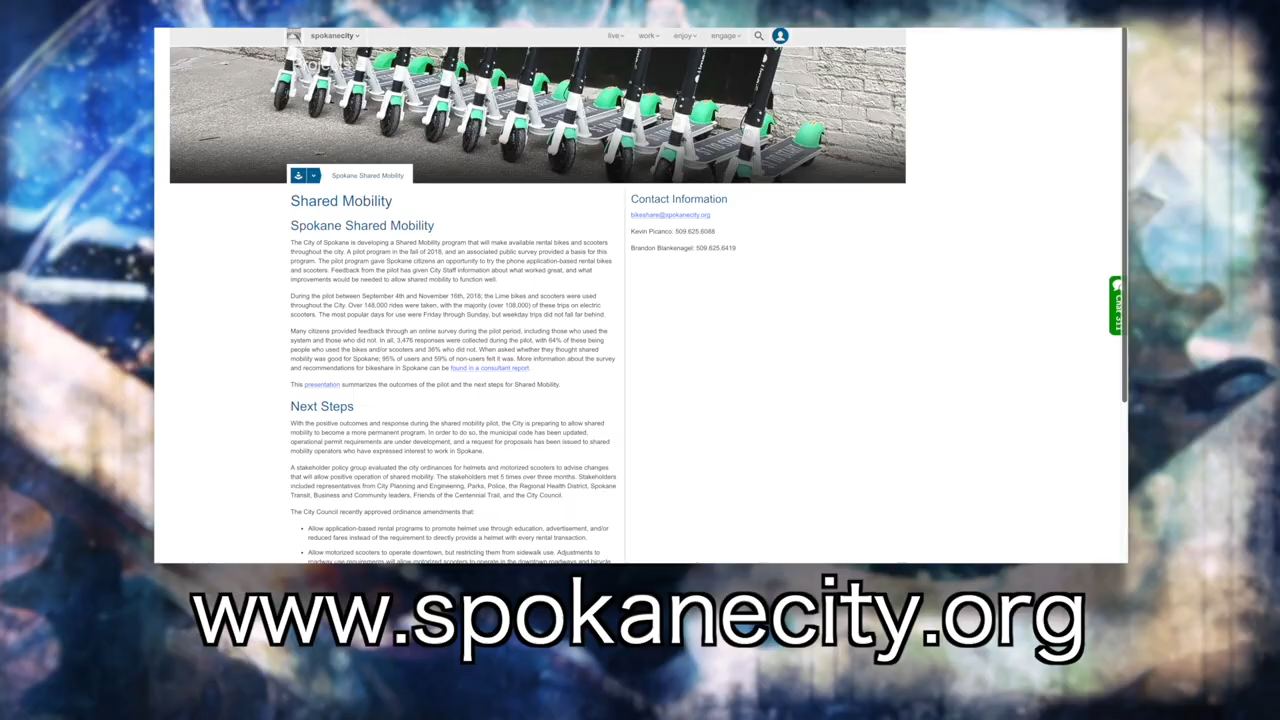 spokanecity
live
work
enjoy
engage
Projects
Spokane Shared Mobility
Shared Mobility
Spokane Shared Mobility
The City of Spokane is developing a Shared Mobility program that will make available rental bikes and scooters
throughout the city. A pilot program in the fall of 2018, and an associated public survey provided a basis for this
program. The pilot program gave Spokane citizens an opportunity to try the phone application-based rental bikes
and scooters. Feedback from the pilot has given City Staff information about what worked great, and what
improvements would be needed to allow shared mobility to function well.
During the pilot between September 4th and November 16th, 2018; the Lime bikes and scooters were used
throughout the City. Over 148,000 rides were taken, with the majority (over 108,000) of these trips on electric
scooters. The most popular days for use were Friday through Sunday, but weekday trips did not fall far behind.
Many citizens provided feedback through an online survey during the pilot period, including those who used the
system and those who did not. In all, 3,476 responses were collected during the pilot, with 64% of these being
people who used the bikes and/or scooters and 36% who did not. When asked whether they thought shared
mobility was good for Spokane; 95% of users and 59% of non-users felt it was. More information about the survey
and recommendations for bikeshare in Spokane can be found in a consultant report.
This presentation summarizes the outcomes of the pilot and the next steps for Shared Mobility.
Next Steps
With the positive outcomes and response during the shared mobility pilot, the City is preparing to allow shared
mobility to become a more permanent program. In order to do so, the municipal code has been updated,
operational permit requirements are under development, and a request for proposals has been issued to shared
mobility operators who have expressed interest to work in Spokane.
A stakeholder policy group evaluated the city ordinances for helmets and motorized scooters to advise changes
that will allow positive operation of shared mobility. The stakeholders met 5 times over three months. Stakeholders
included representatives from City Planning and Engineering, Parks, Police, the Regional Health District, Spokane
Transit, Business and Community leaders, Friends of the Centennial Trail, and the City Council.
The City Council recently approved ordinance amendments that:
• Allow application-based rental programs to promote helmet use through education, advertisement, and/or
reduced fares instead of the requirement to directly provide a helmet with every rental transaction.
• Allow motorized scooters to operate downtown, but restricting them from sidewalk use. Adjustments to
roadway use requirements will allow motorized scooters to operate in the downtown roadways and bicycle
Contact Information
bikeshare@spokanecity.org
Kevin Picanco: 509.625.6088
Brandon Blankenagel: 509.625.6419
Chat 311
www.spokanecity.org